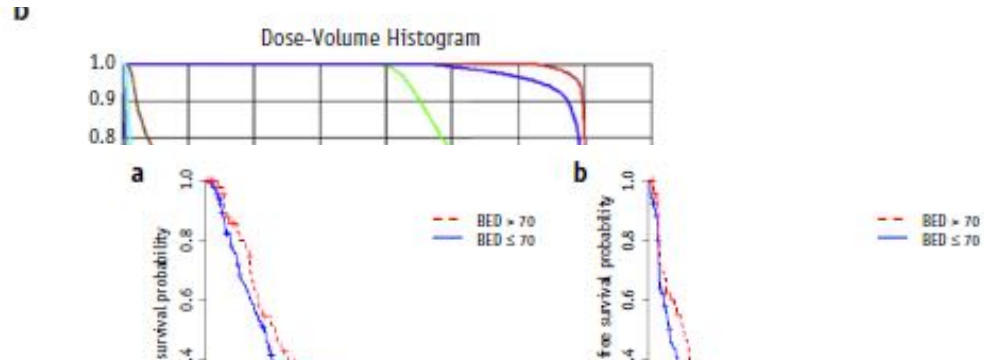 b
Dose-Volume Histogram
1.0
0.9
0.8
a
1.0
0.8
0.6
survival probability
BED > 70
BED ≤ 70
b
1.0
0.8
0.6
free survival probability
BED > 70
BED ≤ 70